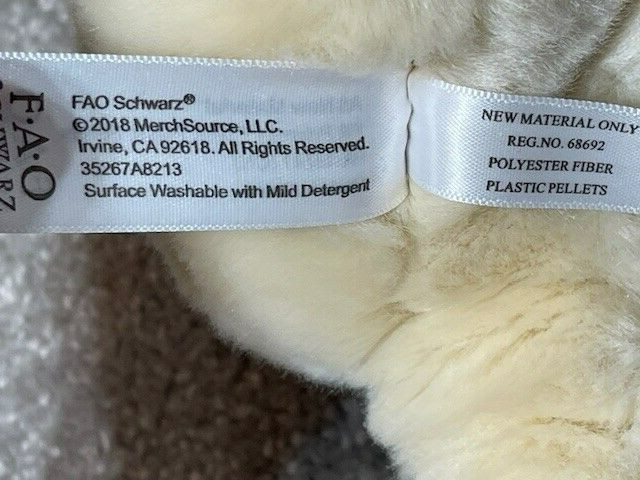 F·A·O
SCHWARZ
FAO Schwarz®
©2018 MerchSource, LLC.
Irvine, CA 92618. All Rights Reserved.
35267A8213
Surface Washable with Mild Detergent
NEW MATERIAL ONLY
REG.NO. 68692
POLYESTER FIBER
PLASTIC PELLETS